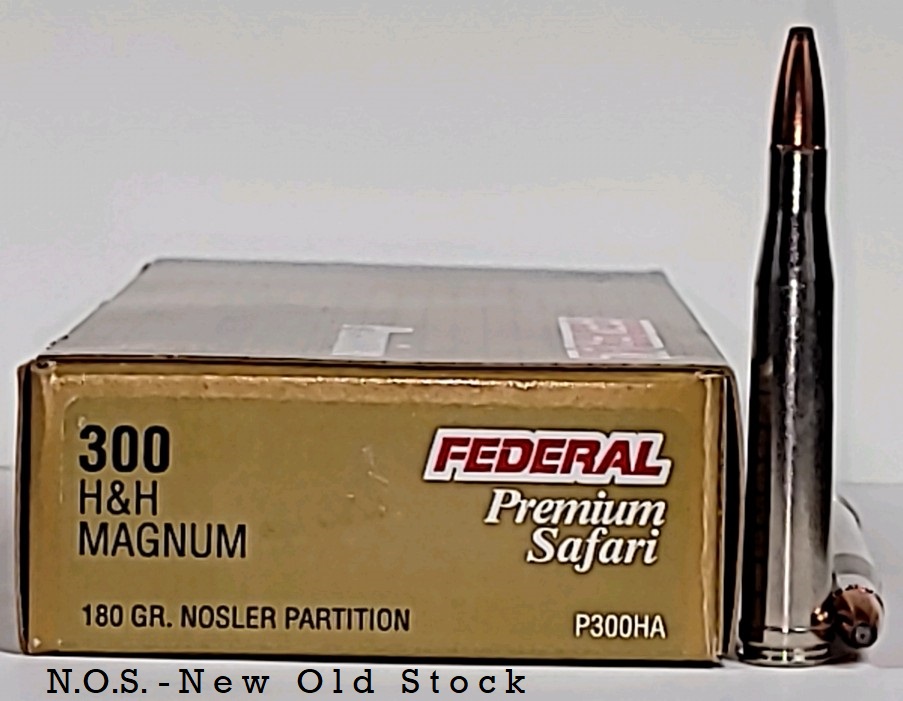 300
H&H
MAGNUM
180 GR. NOSLER PARTITION
FEDERAL
Premium
Safari
P300HA
N.O.S.-New Old Stock